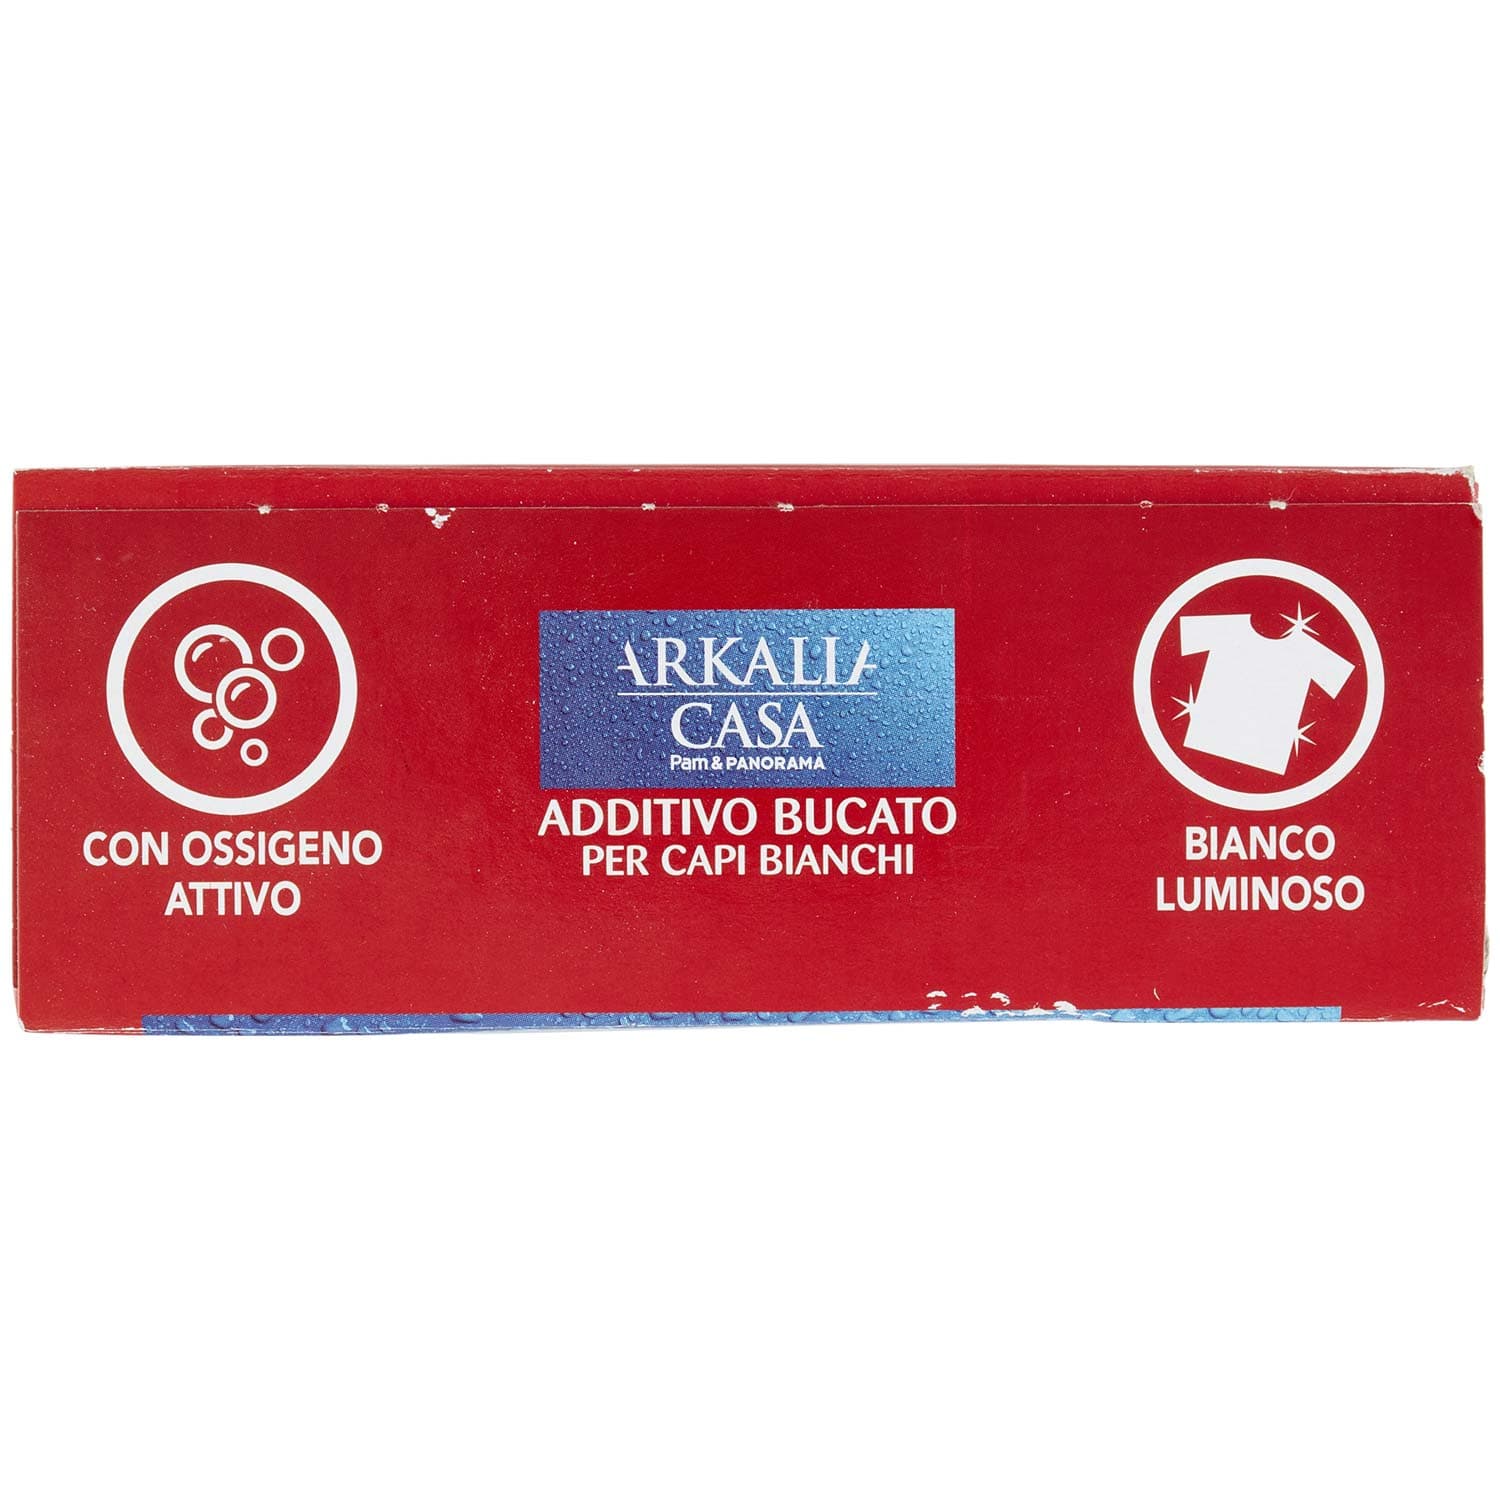 ARKALIA
CASA
Pam & PANORAMA
ADDITIVO BUCATO
PER CAPI BIANCHI
CON OSSIGENO
ATTIVO
BIANCO
LUMINOSO